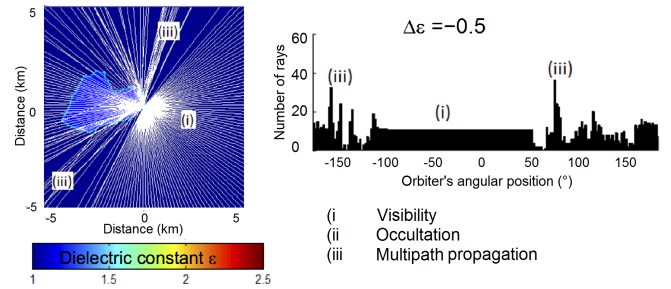 5
0
-5
Distance (km)
(iii)
(i)
(iii)
-5
0
5
Distance (km)
Dielectric constant ε
1
1.5
2
2.5
Δε =−0.5
Number of rays
60
40
20
0
(iii)
(i)
(iii)
-150 -100 -50 0 50 100 150
Orbiter's angular position (°)
(i Visibility
(ii Occultation
(iii Multipath propagation